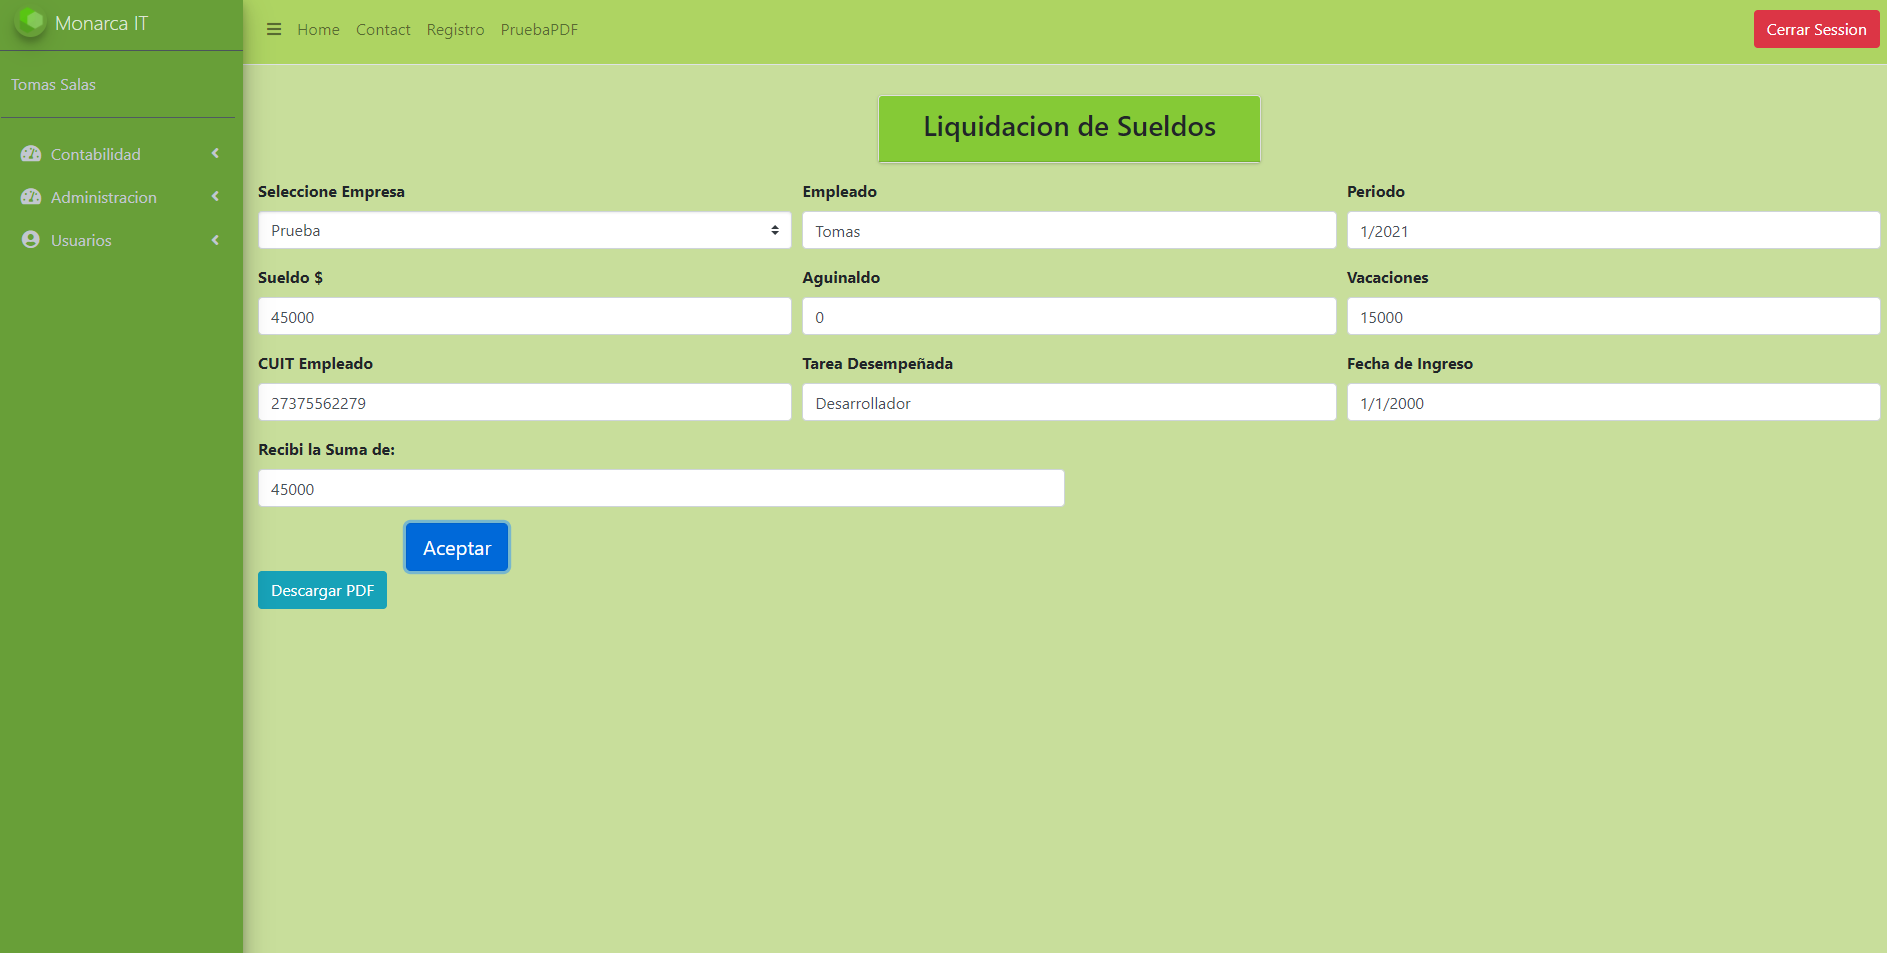 Monarca IT
Tomas Salas
Contabilidad
Administracion
Usuarios
Home Contact Registro PruebaPDF Cerrar Session
Liquidacion de Sueldos
Seleccione Empresa Empleado Periodo
Prueba Tomas 1/2021
Sueldo $ Aguinaldo Vacaciones
45000 0 15000
CUIT Empleado Tarea Desempeñada Fecha de Ingreso
27375562279 Desarrollador 1/1/2000
Recibi la Suma de:
45000
Aceptar
Descargar PDF